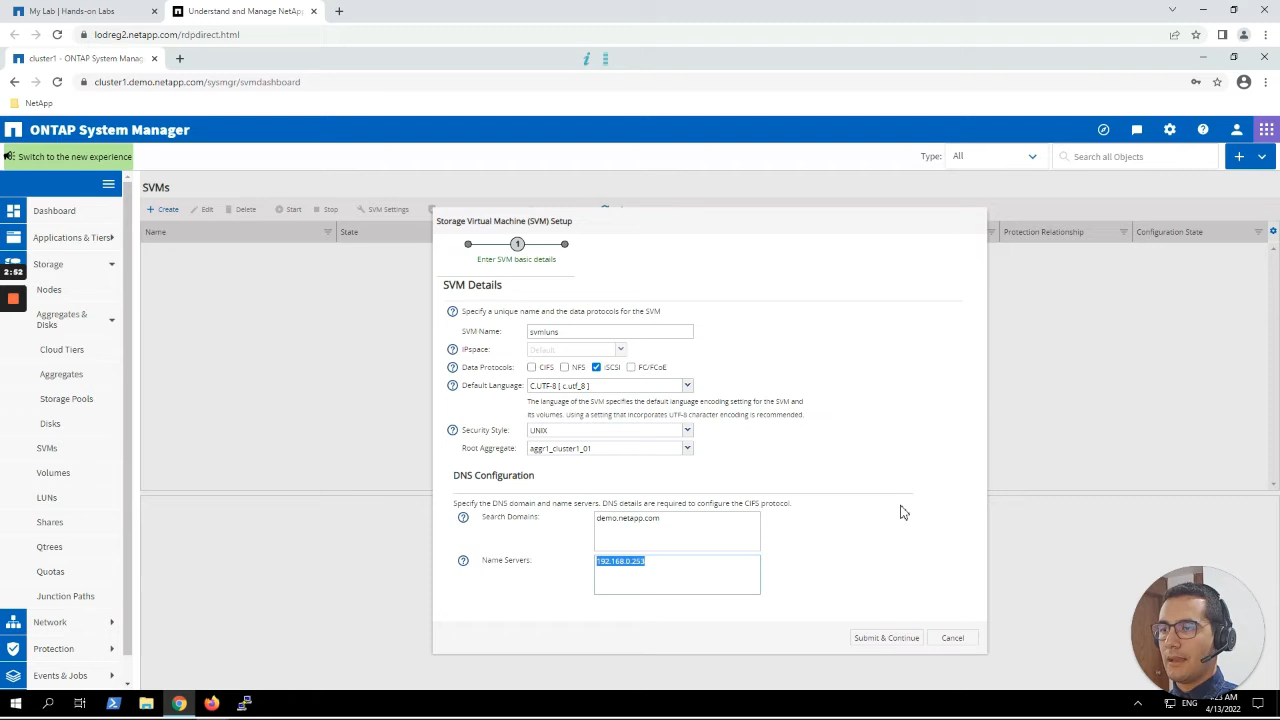 My Lab | Hands-on Labs
Understand and Manage NetApp
lodreg2.netapp.com/rdpdirect.html
cluster1 - ONTAP System Manag
cluster1.demo.netapp.com/sysmgr/svmdashboard
NetApp
ONTAP System Manager
Switch to the new experience
Type: All
Search all Objects
SVMs
Create Edit Delete Start Stop SVM Settings
Name State Protection Relationship Configuration State
Dashboard
Applications & Tiers
Storage
2:52
Nodes
Aggregates &
Disks
Cloud Tiers
Aggregates
Storage Pools
Disks
SVMs
Volumes
LUNs
Shares
Qtrees
Quotas
Junction Paths
Network
Protection
Events & Jobs
Storage Virtual Machine (SVM) Setup
1
Enter SVM basic details
SVM Details
Specify a unique name and the data protocols for the SVM
SVM Name: svmluns
IPspace: Default
Data Protocols: CIFS NFS iSCSI FC/FCoE
Default Language: C.UTF-8 [ c.utf_8 ]
The language of the SVM specifies the default language encoding setting for the SVM and
its volumes. Using a setting that incorporates UTF-8 character encoding is recommended.
Security Style: UNIX
Root Aggregate: aggr1_cluster1_01
DNS Configuration
Specify the DNS domain and name servers. DNS details are required to configure the CIFS protocol.
Search Domains: demo.netapp.com
Name Servers: 192.168.0.253
Submit & Continue Cancel
ENG
4/13/2022